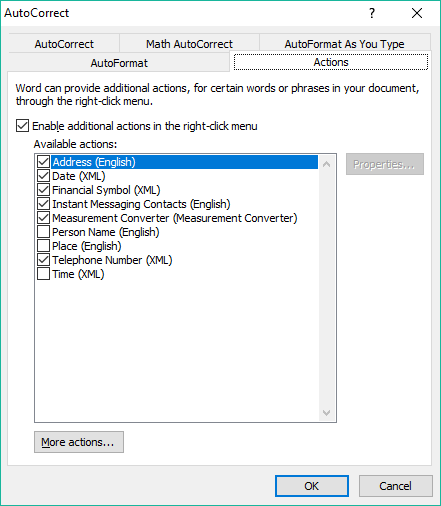 AutoCorrect
?
AutoCorrect Math AutoCorrect AutoFormat As You Type
AutoFormat Actions
Word can provide additional actions, for certain words or phrases in your document,
through the right-click menu.
Enable additional actions in the right-click menu
Available actions:
Address (English)
Date (XML)
Financial Symbol (XML)
Instant Messaging Contacts (English)
Measurement Converter (Measurement Converter)
Person Name (English)
Place (English)
Telephone Number (XML)
Time (XML)
Properties...
More actions...
OK Cancel